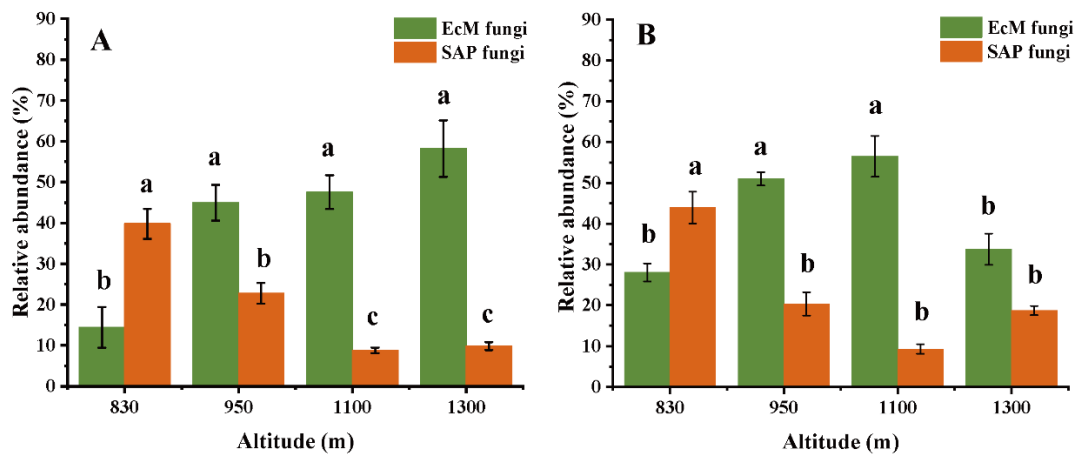 A
EcM fungi
SAP fungi
Relative abundance (%)
90
80
70
60
50
40
30
20
10
0
b
a
a
b
a
c
a
c
830
950
1100
1300
Altitude (m)
B
EcM fungi
SAP fungi
Relative abundance (%)
90
80
70
60
50
40
30
20
10
0
b
a
a
b
a
b
b
b
830
950
1100
1300
Altitude (m)